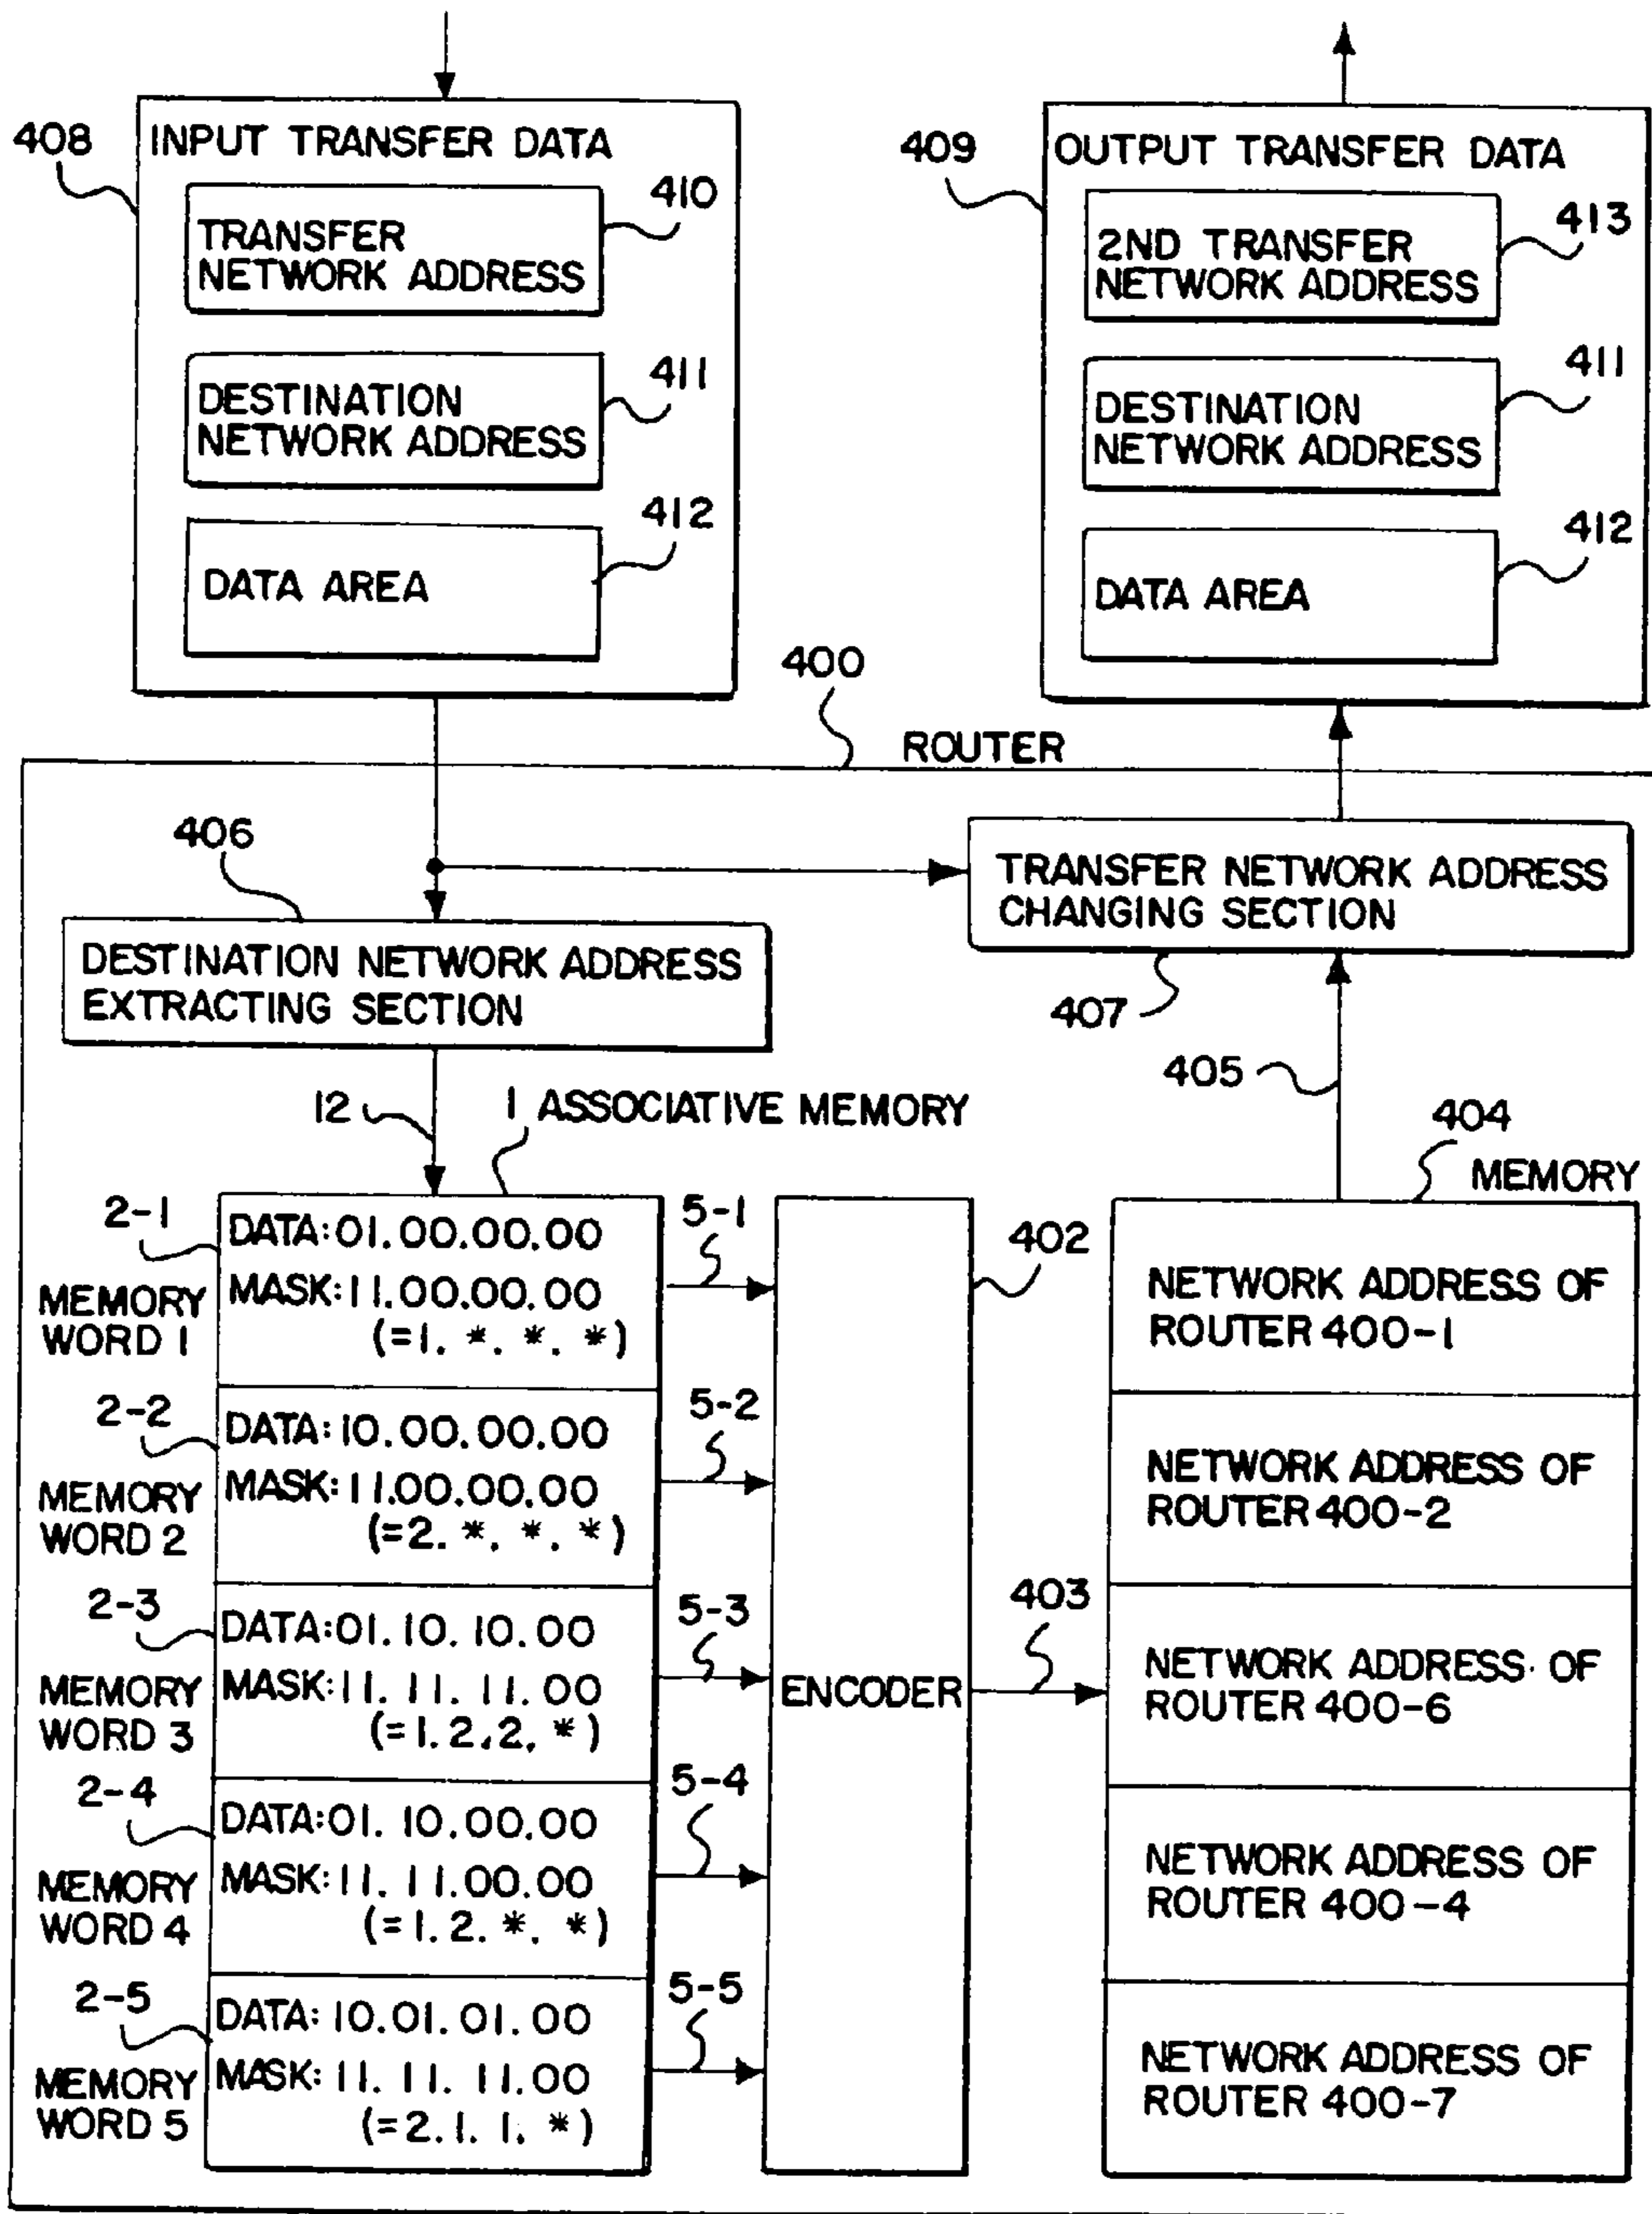 408
INPUT TRANSFER DATA
410
TRANSFER
NETWORK ADDRESS
411
DESTINATION
NETWORK ADDRESS
412
DATA AREA
409
OUTPUT TRANSFER DATA
413
2ND TRANSFER
NETWORK ADDRESS
411
DESTINATION
NETWORK ADDRESS
412
DATA AREA
400
ROUTER
406
DESTINATION NETWORK ADDRESS
EXTRACTING SECTION
TRANSFER NETWORK ADDRESS
CHANGING SECTION
407
405
12
1 ASSOCIATIVE MEMORY
404
MEMORY
2-1
MEMORY
WORD 1
DATA:01.00.00.00
MASK:11.00.00.00
(=1. *. *. *)
5-1
2-2
MEMORY
WORD 2
DATA:10.00.00.00
MASK:11.00.00.00
(=2. *. *. *)
5-2
2-3
MEMORY
WORD 3
DATA:01.10.10.00
MASK:11.11.11.00
(=1.2.2. *)
5-3
2-4
MEMORY
WORD 4
DATA:01.10.00.00
MASK:11.11.00.00
(=1.2. *. *)
5-4
2-5
MEMORY
WORD 5
DATA:10.01.01.00
MASK:11.11.11.00
(=2.1.1. *)
5-5
402
ENCODER
403
NETWORK ADDRESS OF
ROUTER 400-1
NETWORK ADDRESS OF
ROUTER 400-2
NETWORK ADDRESS OF
ROUTER 400-6
NETWORK ADDRESS OF
ROUTER 400-4
NETWORK ADDRESS OF
ROUTER 400-7